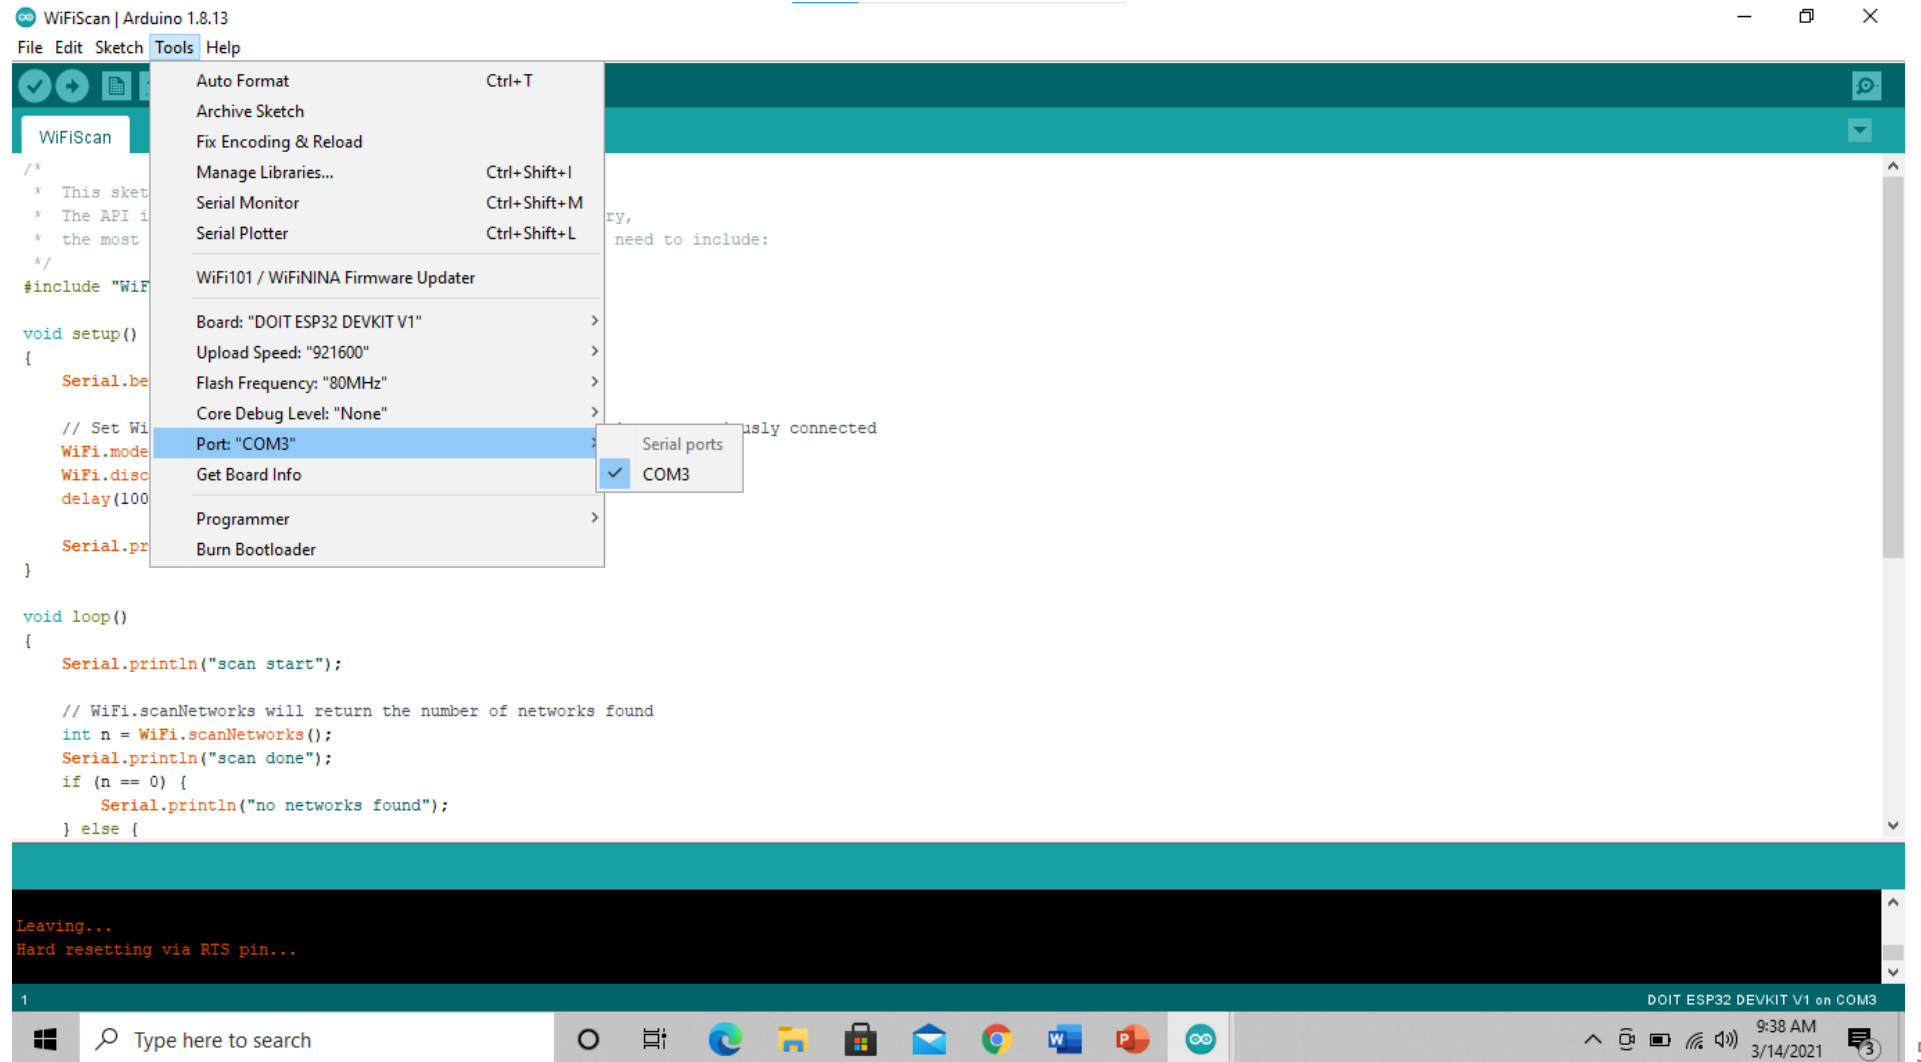 WiFiScan | Arduino 1.8.13
File Edit Sketch Tools Help
WiFiScan
Auto Format Ctrl+T
Archive Sketch
Fix Encoding & Reload
Manage Libraries... Ctrl+Shift+I
Serial Monitor Ctrl+Shift+M
Serial Plotter Ctrl+Shift+L
WiFi101 / WiFiNINA Firmware Updater
Board: "DOIT ESP32 DEVKIT V1"
Upload Speed: "921600"
Flash Frequency: "80MHz"
Core Debug Level: "None"
Port: "COM3"
Get Board Info
Programmer
Burn Bootloader
Serial ports
COM3
/*
* This sket
* The API i ry,
* the most need to include:
*/
#include "WiF
void setup()
{
Serial.be
// Set Wi usly connected
WiFi.mode
WiFi.disc
delay(100
Serial.pr
}
void loop()
{
Serial.println("scan start");
// WiFi.scanNetworks will return the number of networks found
int n = WiFi.scanNetworks();
Serial.println("scan done");
if (n == 0) {
Serial.println("no networks found");
} else {
Leaving...
Hard resetting via RTS pin...
1 DOIT ESP32 DEVKIT V1 on COM3
Type here to search
9:38 AM
3/14/2021
3